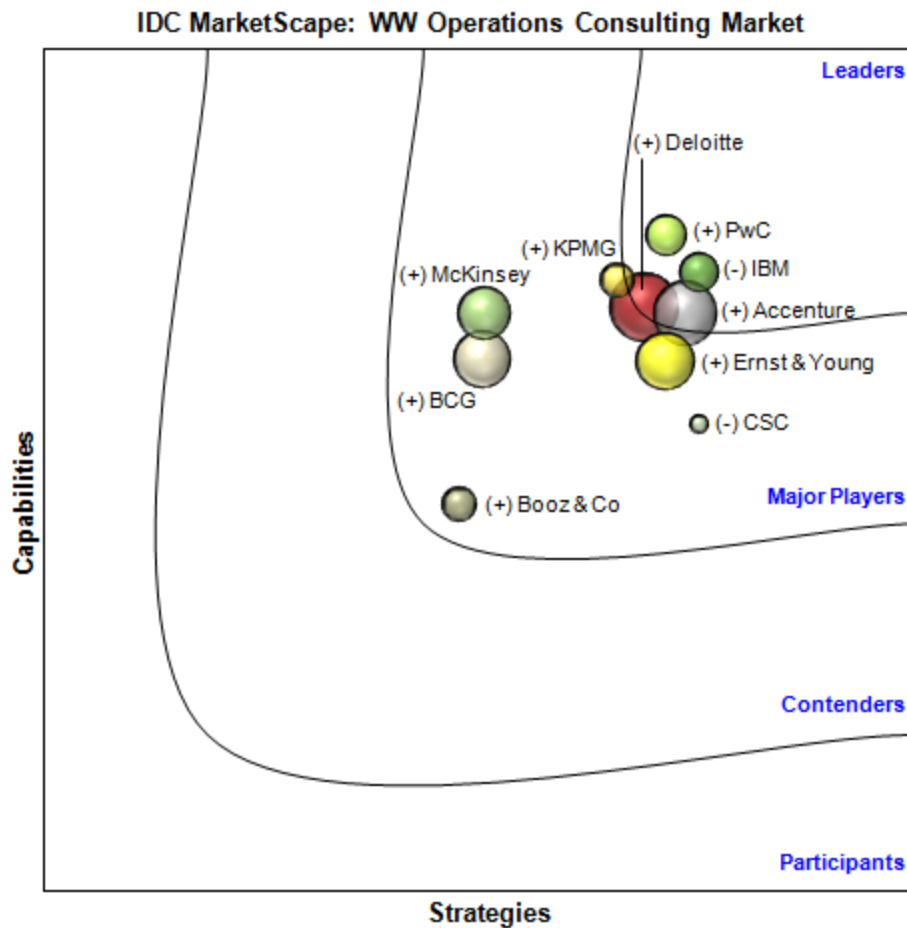 IDC MarketScape: WW Operations Consulting Market
Leaders
(+) Deloitte
(+) PwC
(+) KPMG
(-) IBM
(+) McKinsey
(+) Accenture
(+) Ernst & Young
(+) BCG
(-) CSC
Major Players
(+) Booz & Co
Capabilities
Contenders
Participants
Strategies